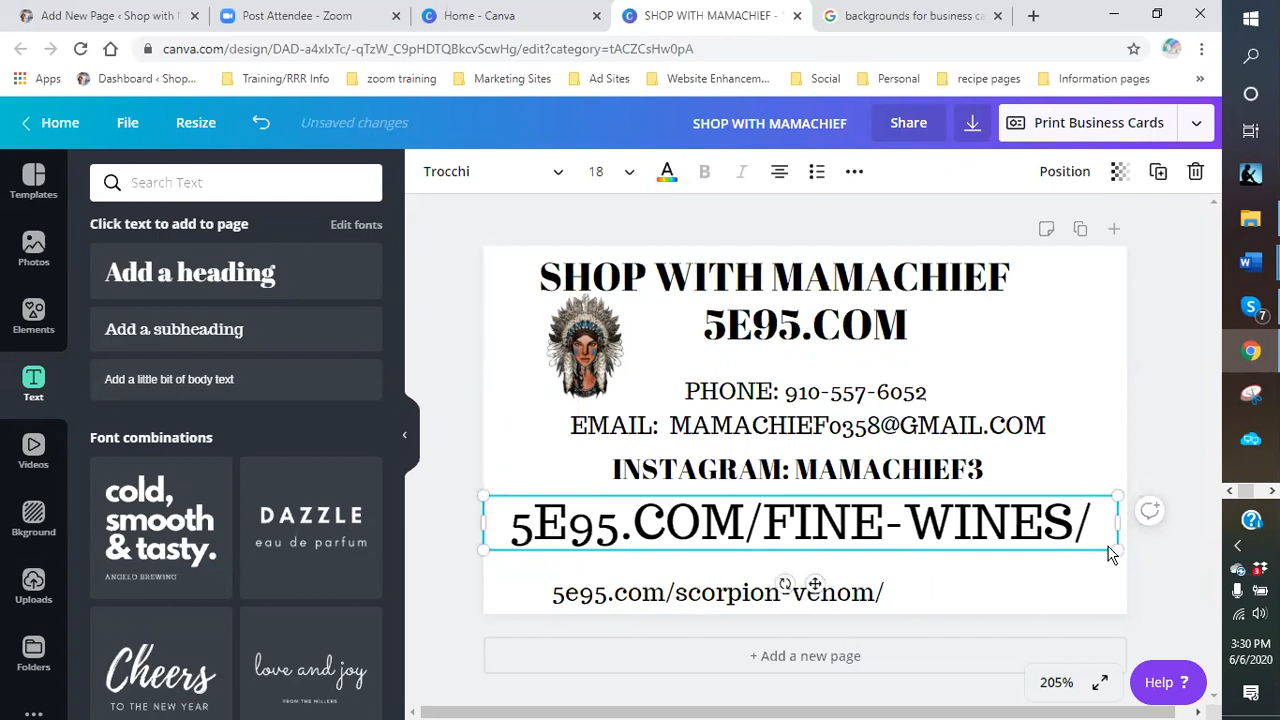 Add New Page ‹ Shop with M
Post Attendee - Zoom
Home - Canva
SHOP WITH MAMACHIEF -
backgrounds for business ca
canva.com/design/DAD-a4xIxTc/-qTzW_C9pHDTQBkcvScwHg/edit?category=tACZCsHw0pA
Apps
Dashboard ‹ Shop...
Training/RRR Info
zoom training
Marketing Sites
Ad Sites
Website Enhancem...
Social
Personal
recipe pages
Information pages
»
Home
File
Resize
Unsaved changes
SHOP WITH MAMACHIEF
Share
Print Business Cards
Templates
Photos
Elements
Text
Videos
Bkground
Uploads
Folders
Search Text
Click text to add to page
Edit fonts
Add a heading
Add a subheading
Add a little bit of body text
Font combinations
cold,
smooth
& tasty.
ANGELO BREWING
DAZZLE
eau de parfum
Cheers
TO THE NEW YEAR
love and joy
FROM THE MILLERS
Trocchi
18
A
B
I
Position
SHOP WITH MAMACHIEF
5E95.COM
PHONE: 910-557-6052
EMAIL: MAMACHIEF0358@GMAIL.COM
INSTAGRAM: MAMACHIEF3
5E95.COM/FINE-WINES/
5e95.com/scorpion-venom/
+ Add a new page
205%
Help ?
7
3
3:30 PM
6/6/2020